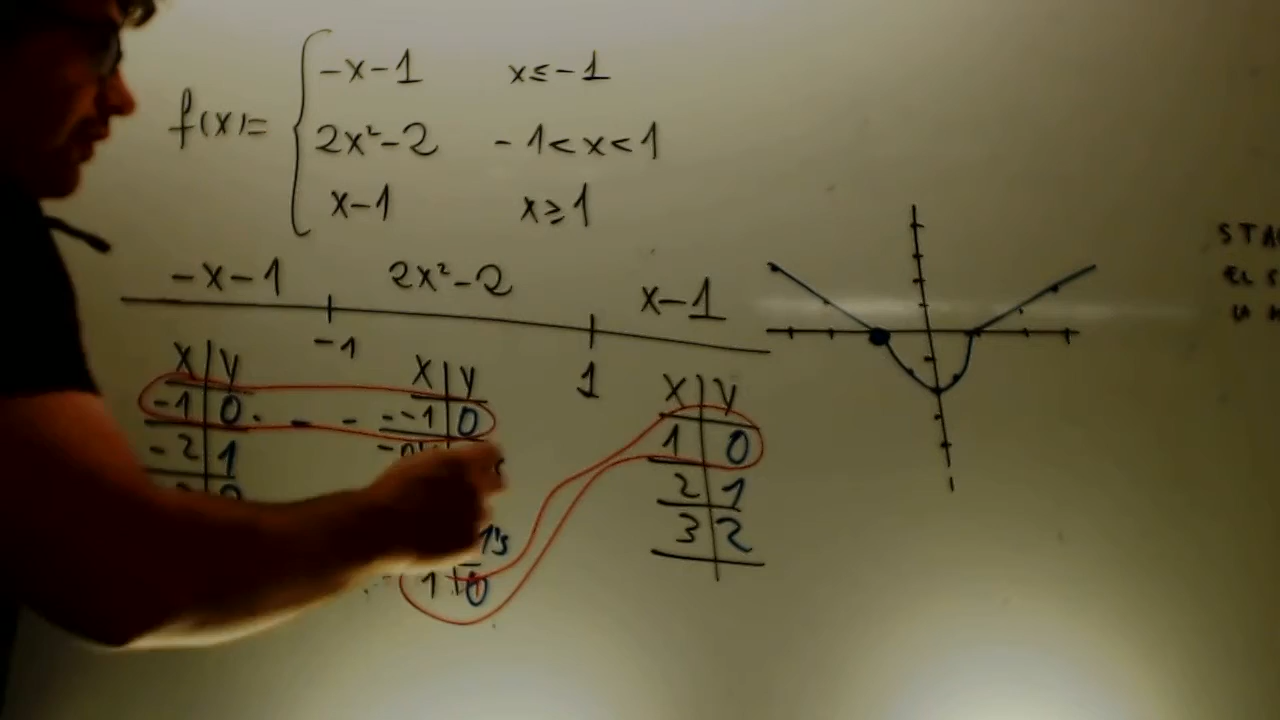 f(x)= { -x-1 x≤-1
2x²-2 -1<x<1
x-1 x≥1
-x-1 2x²-2 x-1
-1 1
x | y
-1 | 0
-2 | 1
x | y
-1 | 0
1's
1 | 0
x | y
1 | 0
2 | 1
3 | 2